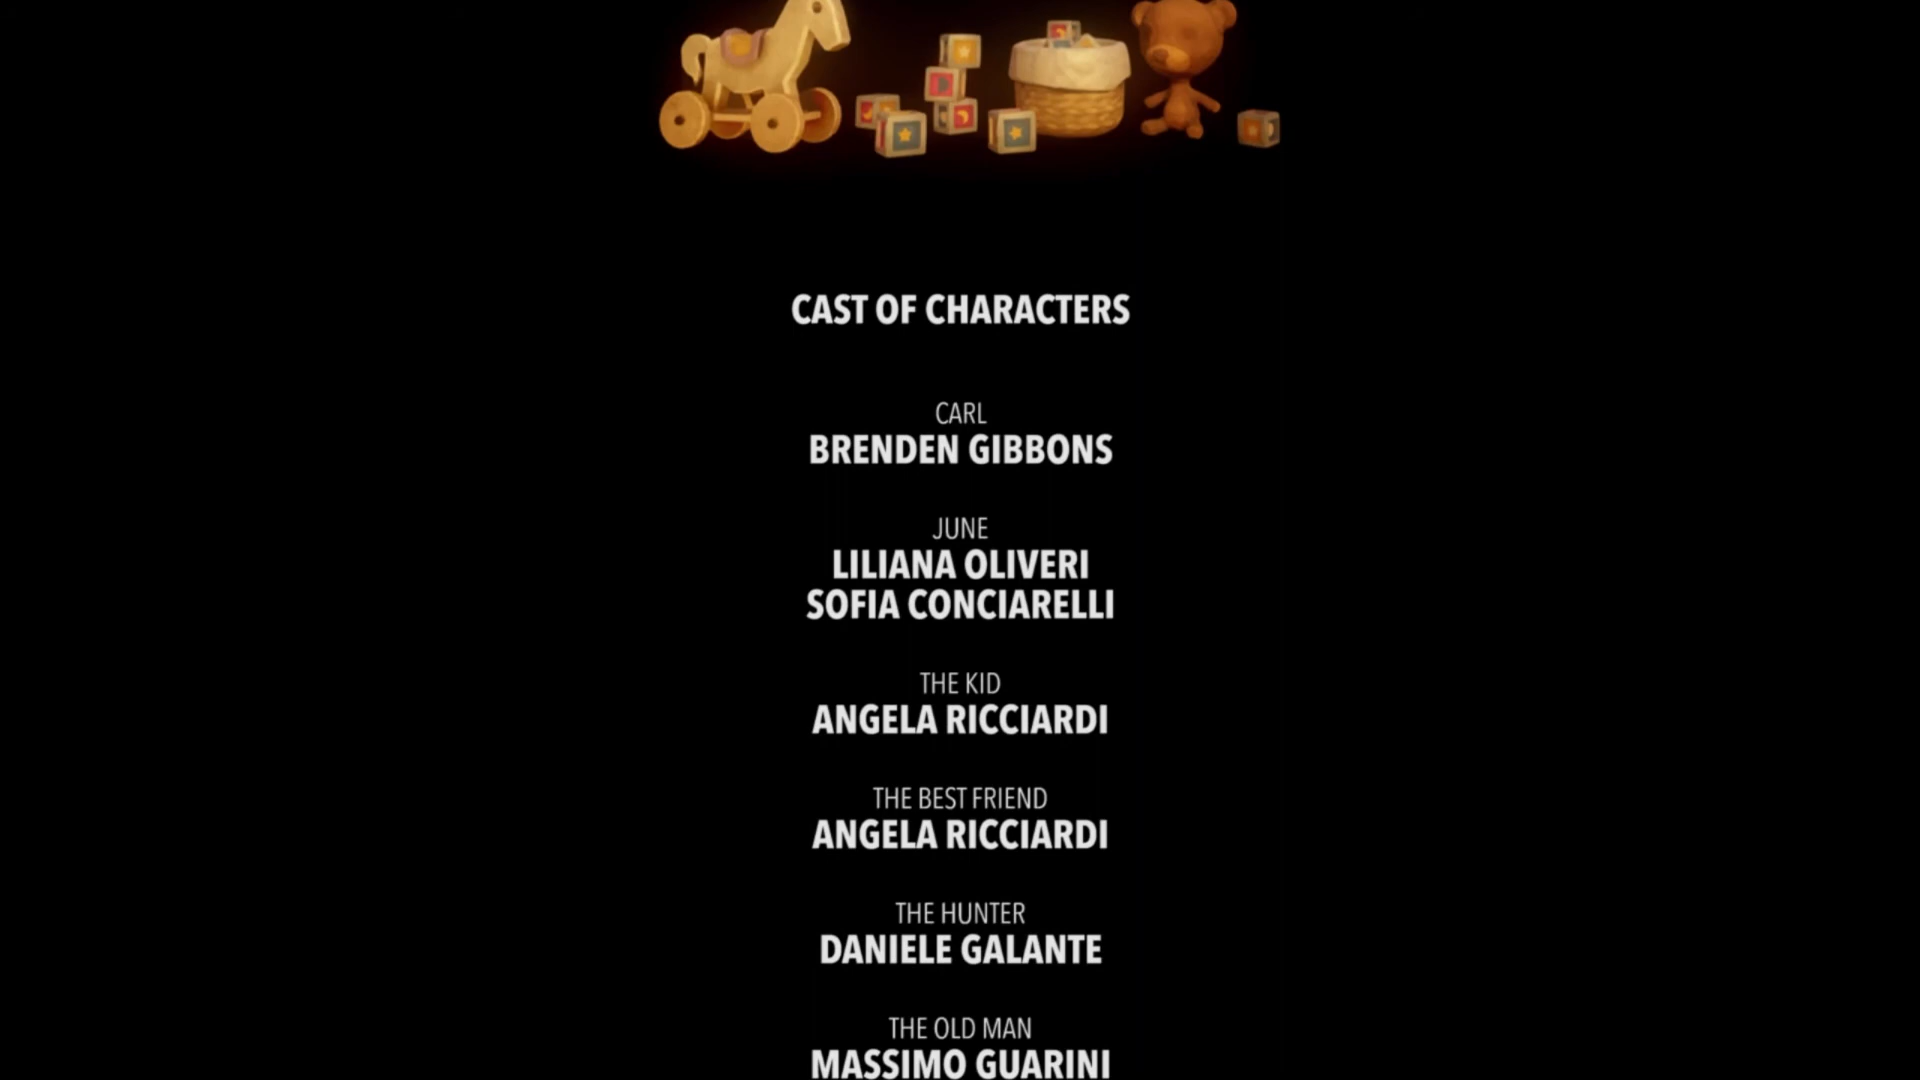 CAST OF CHARACTERS
CARL
BRENDEN GIBBONS
JUNE
LILIANA OLIVERI
SOFIA CONCIARELLI
THE KID
ANGELA RICCIARDI
THE BEST FRIEND
ANGELA RICCIARDI
THE HUNTER
DANIELE GALANTE
THE OLD MAN
MASSIMO GUARINI